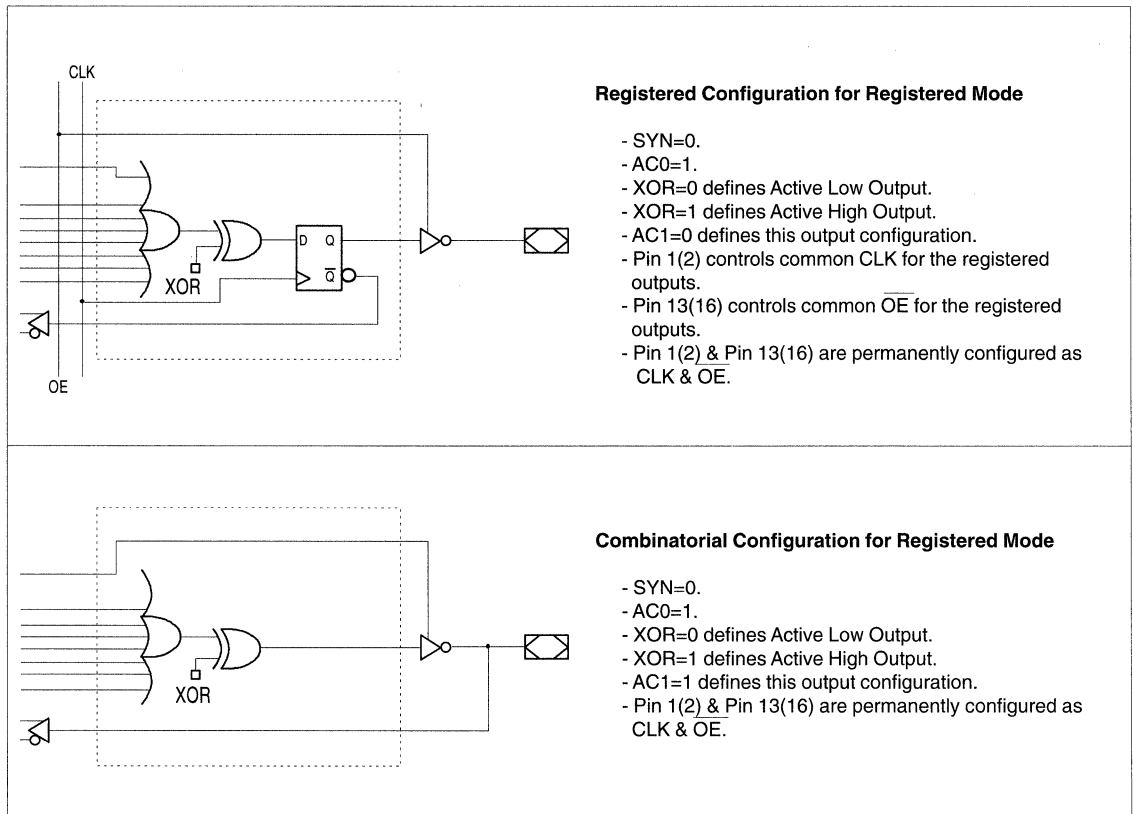 CLK
Registered Configuration for Registered Mode
- SYN=0.
- AC0=1.
- XOR=0 defines Active Low Output.
- XOR=1 defines Active High Output.
- AC1=0 defines this output configuration.
- Pin 1(2) controls common CLK for the registered
outputs.
- Pin 13(16) controls common O̅E̅ for the registered
outputs.
- Pin 1(2) & Pin 13(16) are permanently configured as
CLK & O̅E̅.
D Q
Q̅
XOR
OE
Combinatorial Configuration for Registered Mode
- SYN=0.
- AC0=1.
- XOR=0 defines Active Low Output.
- XOR=1 defines Active High Output.
- AC1=1 defines this output configuration.
- Pin 1(2) & Pin 13(16) are permanently configured as
CLK & O̅E̅.
XOR